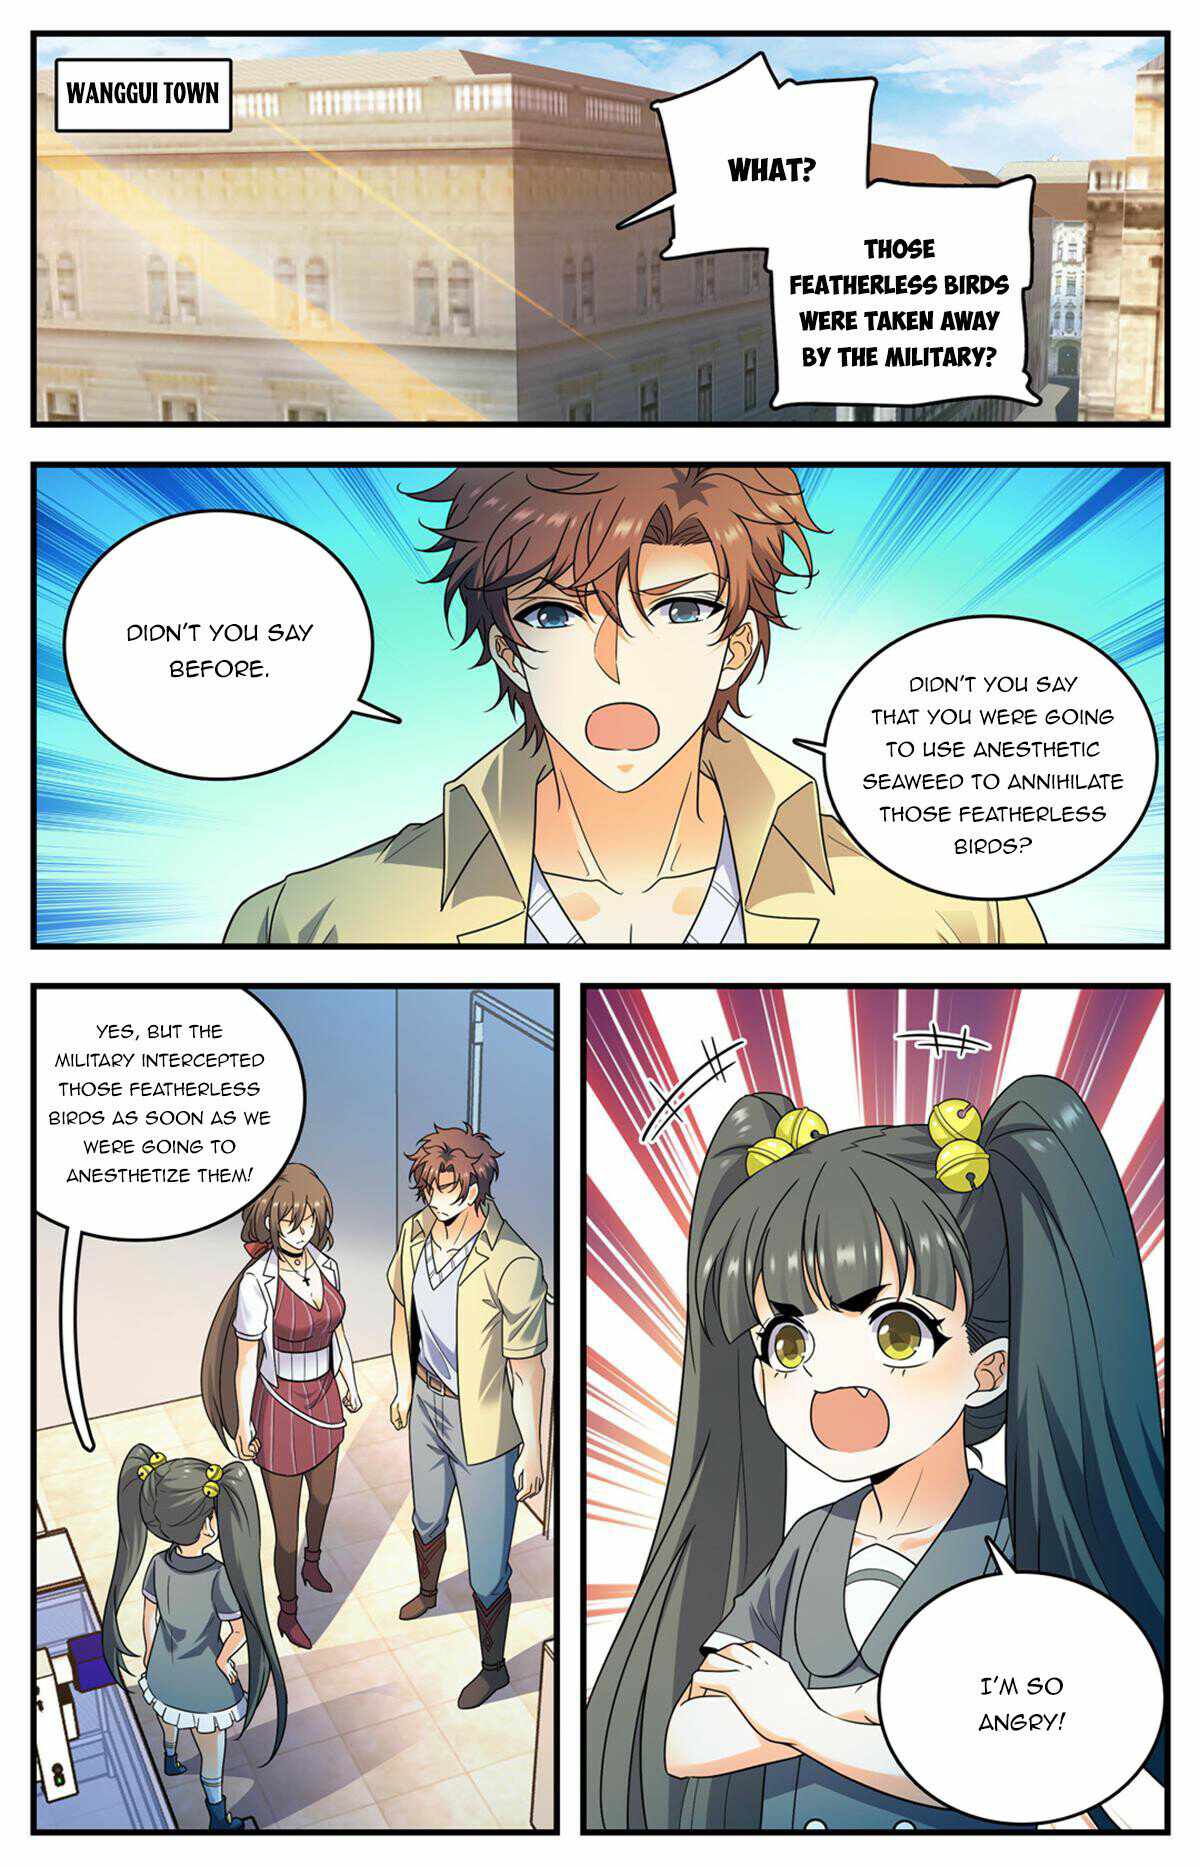 WANGGUI TOWN
WHAT?
THOSE
FEATHERLESS BIRDS
WERE TAKEN AWAY
BY THE MILITARY?
DIDN'T YOU SAY
BEFORE.
DIDN'T YOU SAY
THAT YOU WERE GOING
TO USE ANESTHETIC
SEAWEED TO ANNIHILATE
THOSE FEATHERLESS
BIRDS?
YES, BUT THE
MILITARY INTERCEPTED
THOSE FEATHERLESS
BIRDS AS SOON AS WE
WERE GOING TO
ANESTHETIZE THEM!
I'M SO
ANGRY!